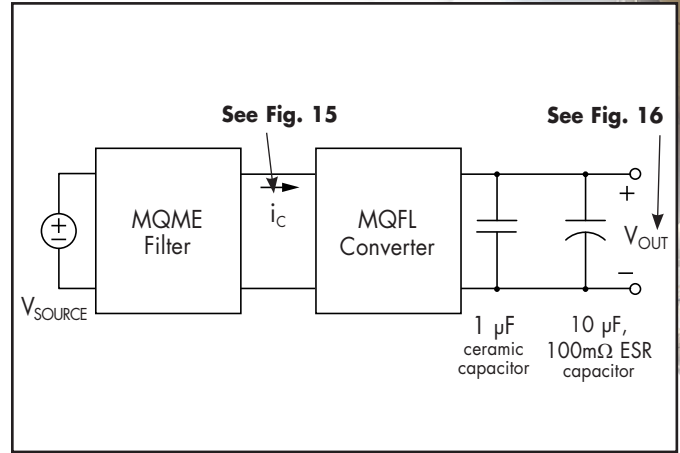 See Fig. 15
See Fig. 16
i_C
MQME
Filter
MQFL
Converter
+
V_OUT
−
V_SOURCE
1 µF
ceramic
capacitor
10 µF,
100mΩ ESR
capacitor